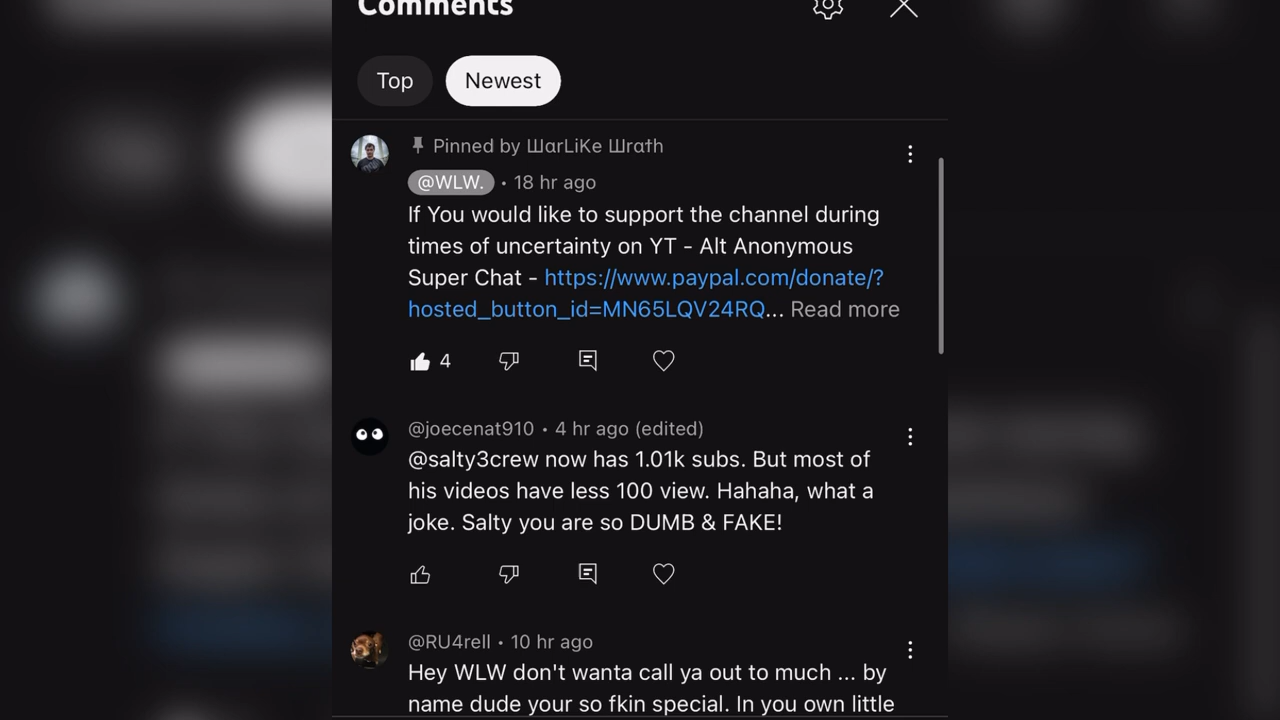 Comments
Top
Newest
Pinned by ШarLiKe Шrath
@WLW. • 18 hr ago
If You would like to support the channel during
times of uncertainty on YT - Alt Anonymous
Super Chat - https://www.paypal.com/donate/?
hosted_button_id=MN65LQV24RQ... Read more
4
@joecenat910 • 4 hr ago (edited)
@salty3crew now has 1.01k subs. But most of
his videos have less 100 view. Hahaha, what a
joke. Salty you are so DUMB & FAKE!
@RU4rell • 10 hr ago
Hey WLW don't wanta call ya out to much ... by
name dude your so fkin special. In you own little